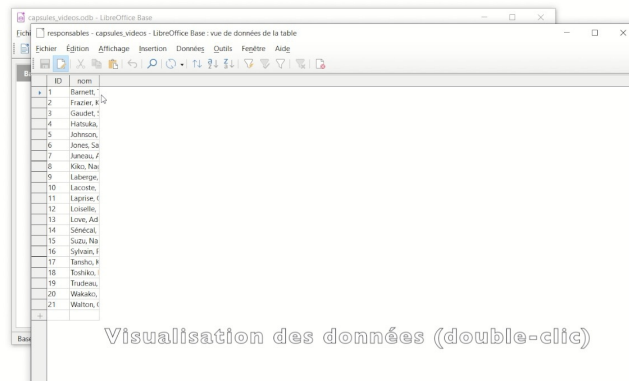 capsules_videos.odb - LibreOffice Base
responsables - capsules_videos - LibreOffice Base : vue de données de la table
Fichier Édition Affichage Insertion Données Outils Fenêtre Aide
ID nom
1 Barnett,
2 Frazier, K
3 Gaudet, S
4 Hatsuka,
5 Johnson,
6 Jones, Sa
7 Juneau, A
8 Kiko, Nao
9 Laberge,
10 Lacoste,
11 Laprise, C
12 Loiselle,
13 Love, Ad
14 Sénécal,
15 Suzu, Na
16 Sylvain, F
17 Tansho, K
18 Toshiko,
19 Trudeau,
20 Wakako,
21 Walton, C
Visualisation des données (double-clic)
Base